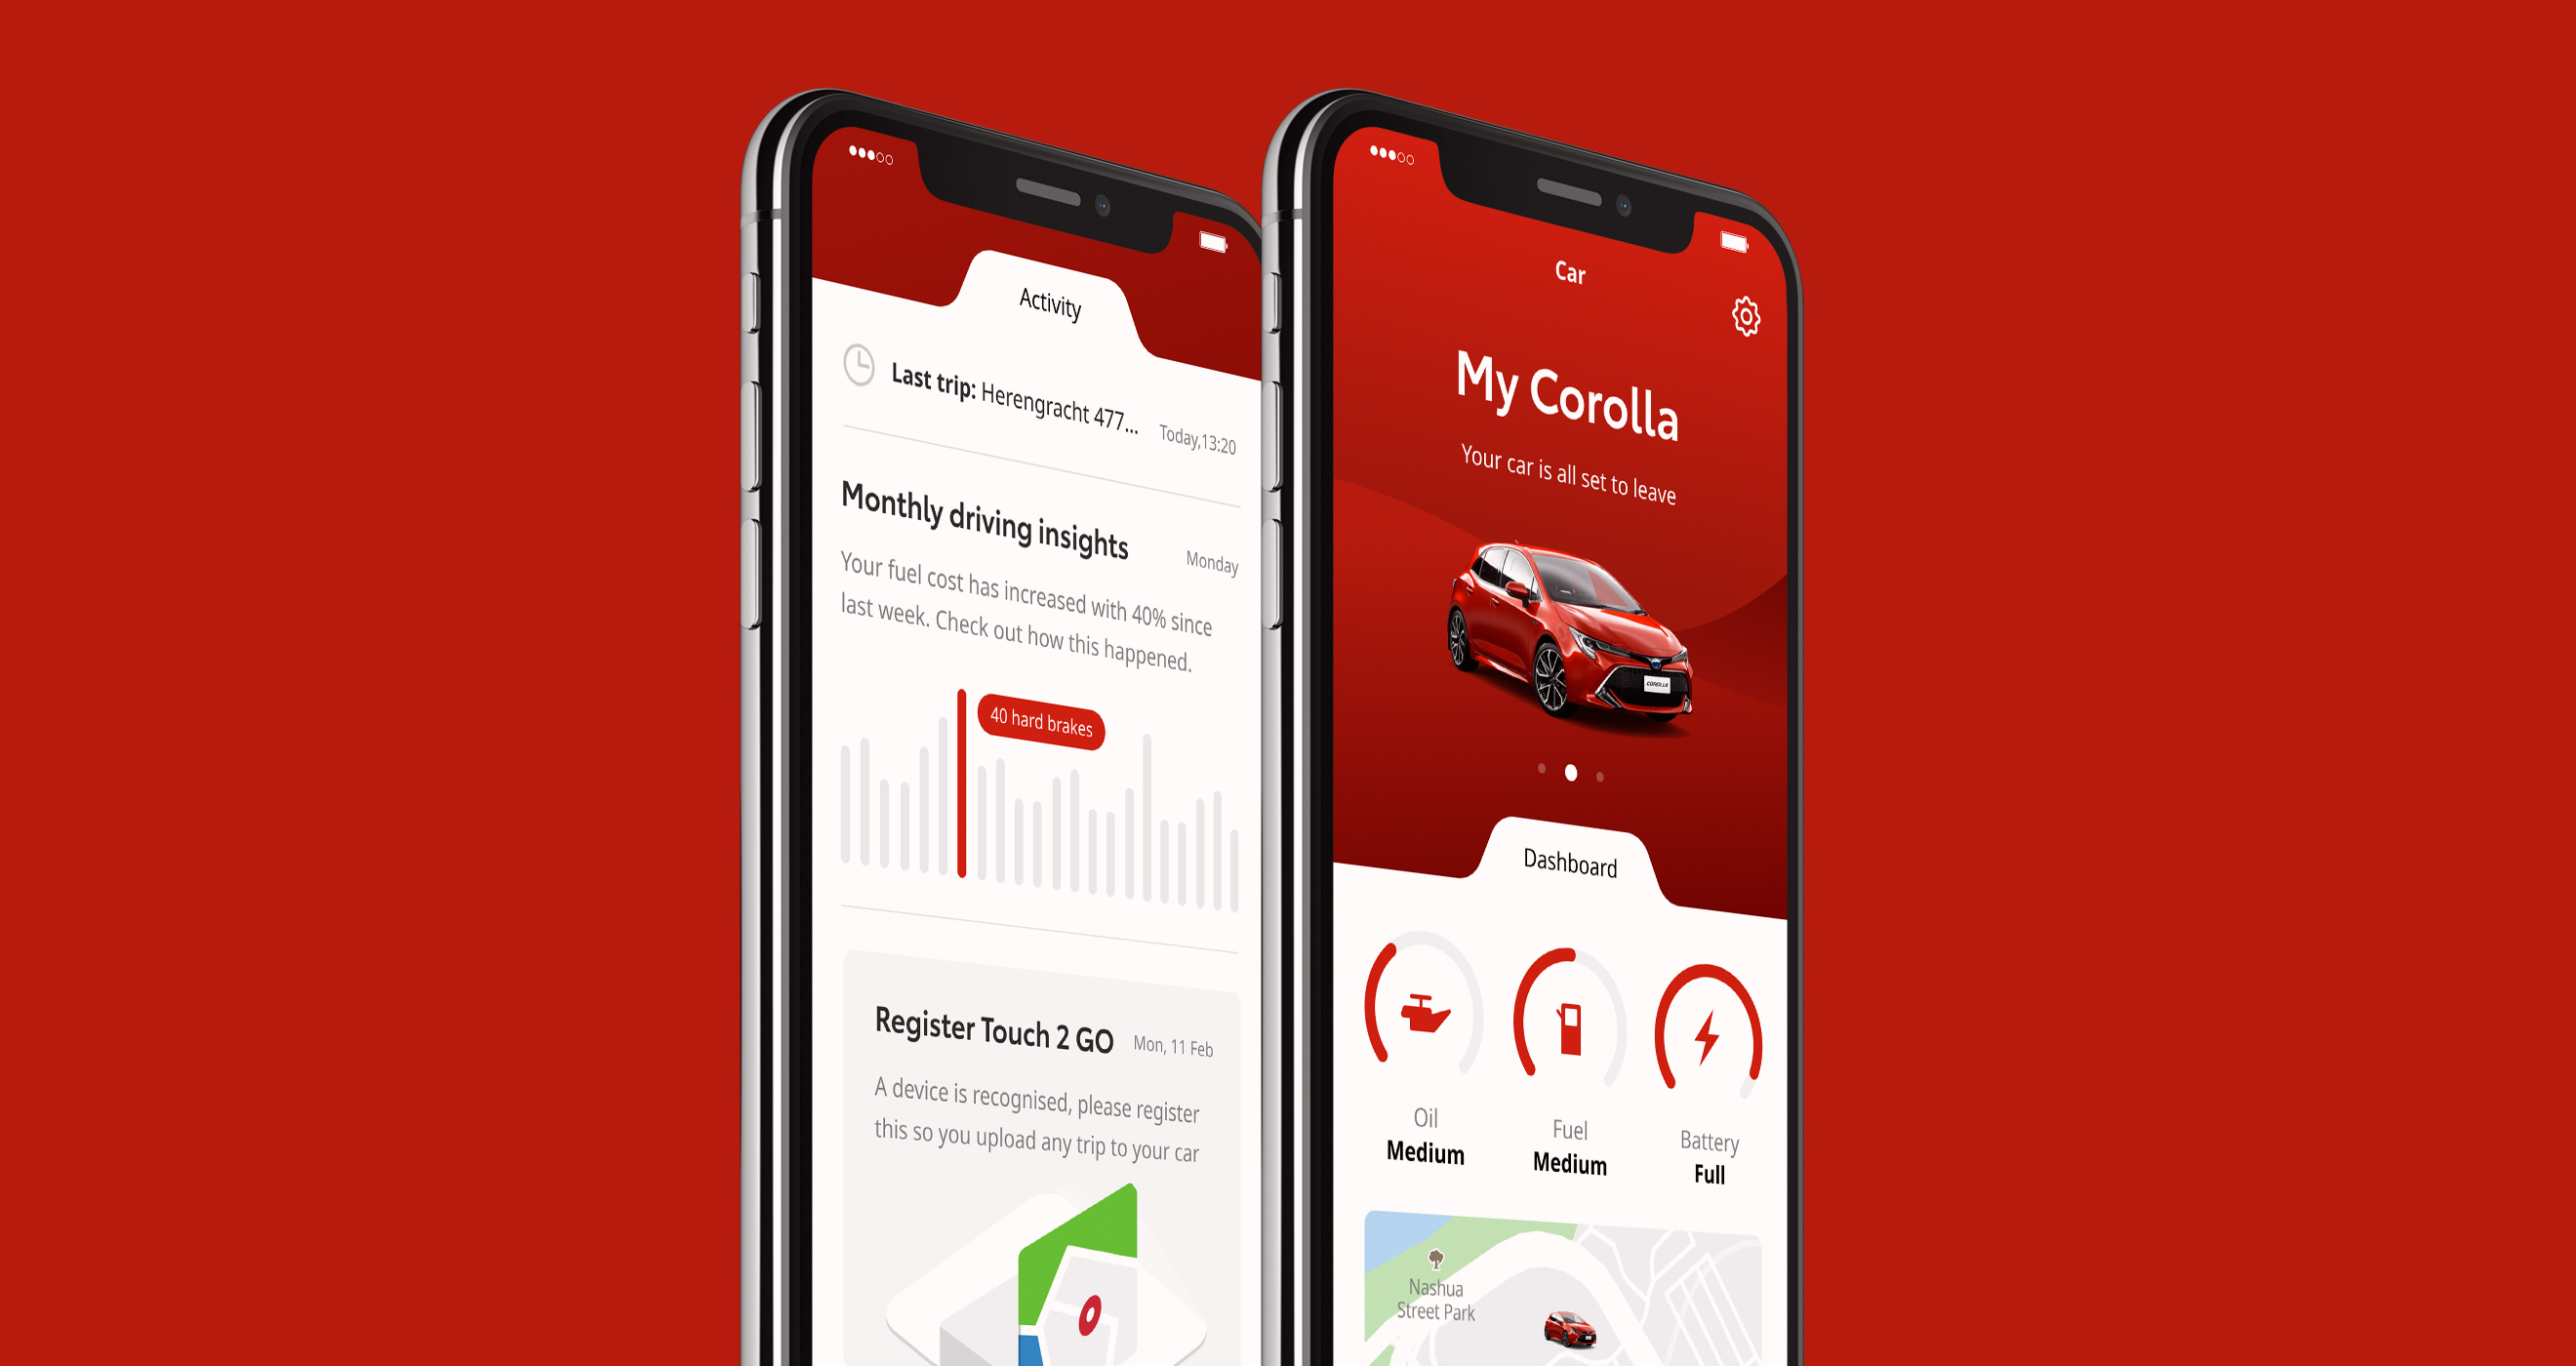 Activity
Last trip: Herengracht 477...
Today,13:20
Monthly driving insights
Monday
Your fuel cost has increased with 40% since
last week. Check out how this happened.
40 hard brakes
Register Touch 2 GO
Mon, 11 Feb
A device is recognised, please register
this so you upload any trip to your car
Car
My Corolla
Your car is all set to leave
COROLLA
Dashboard
Oil
Medium
Fuel
Medium
Battery
Full
Nashua
Street Park